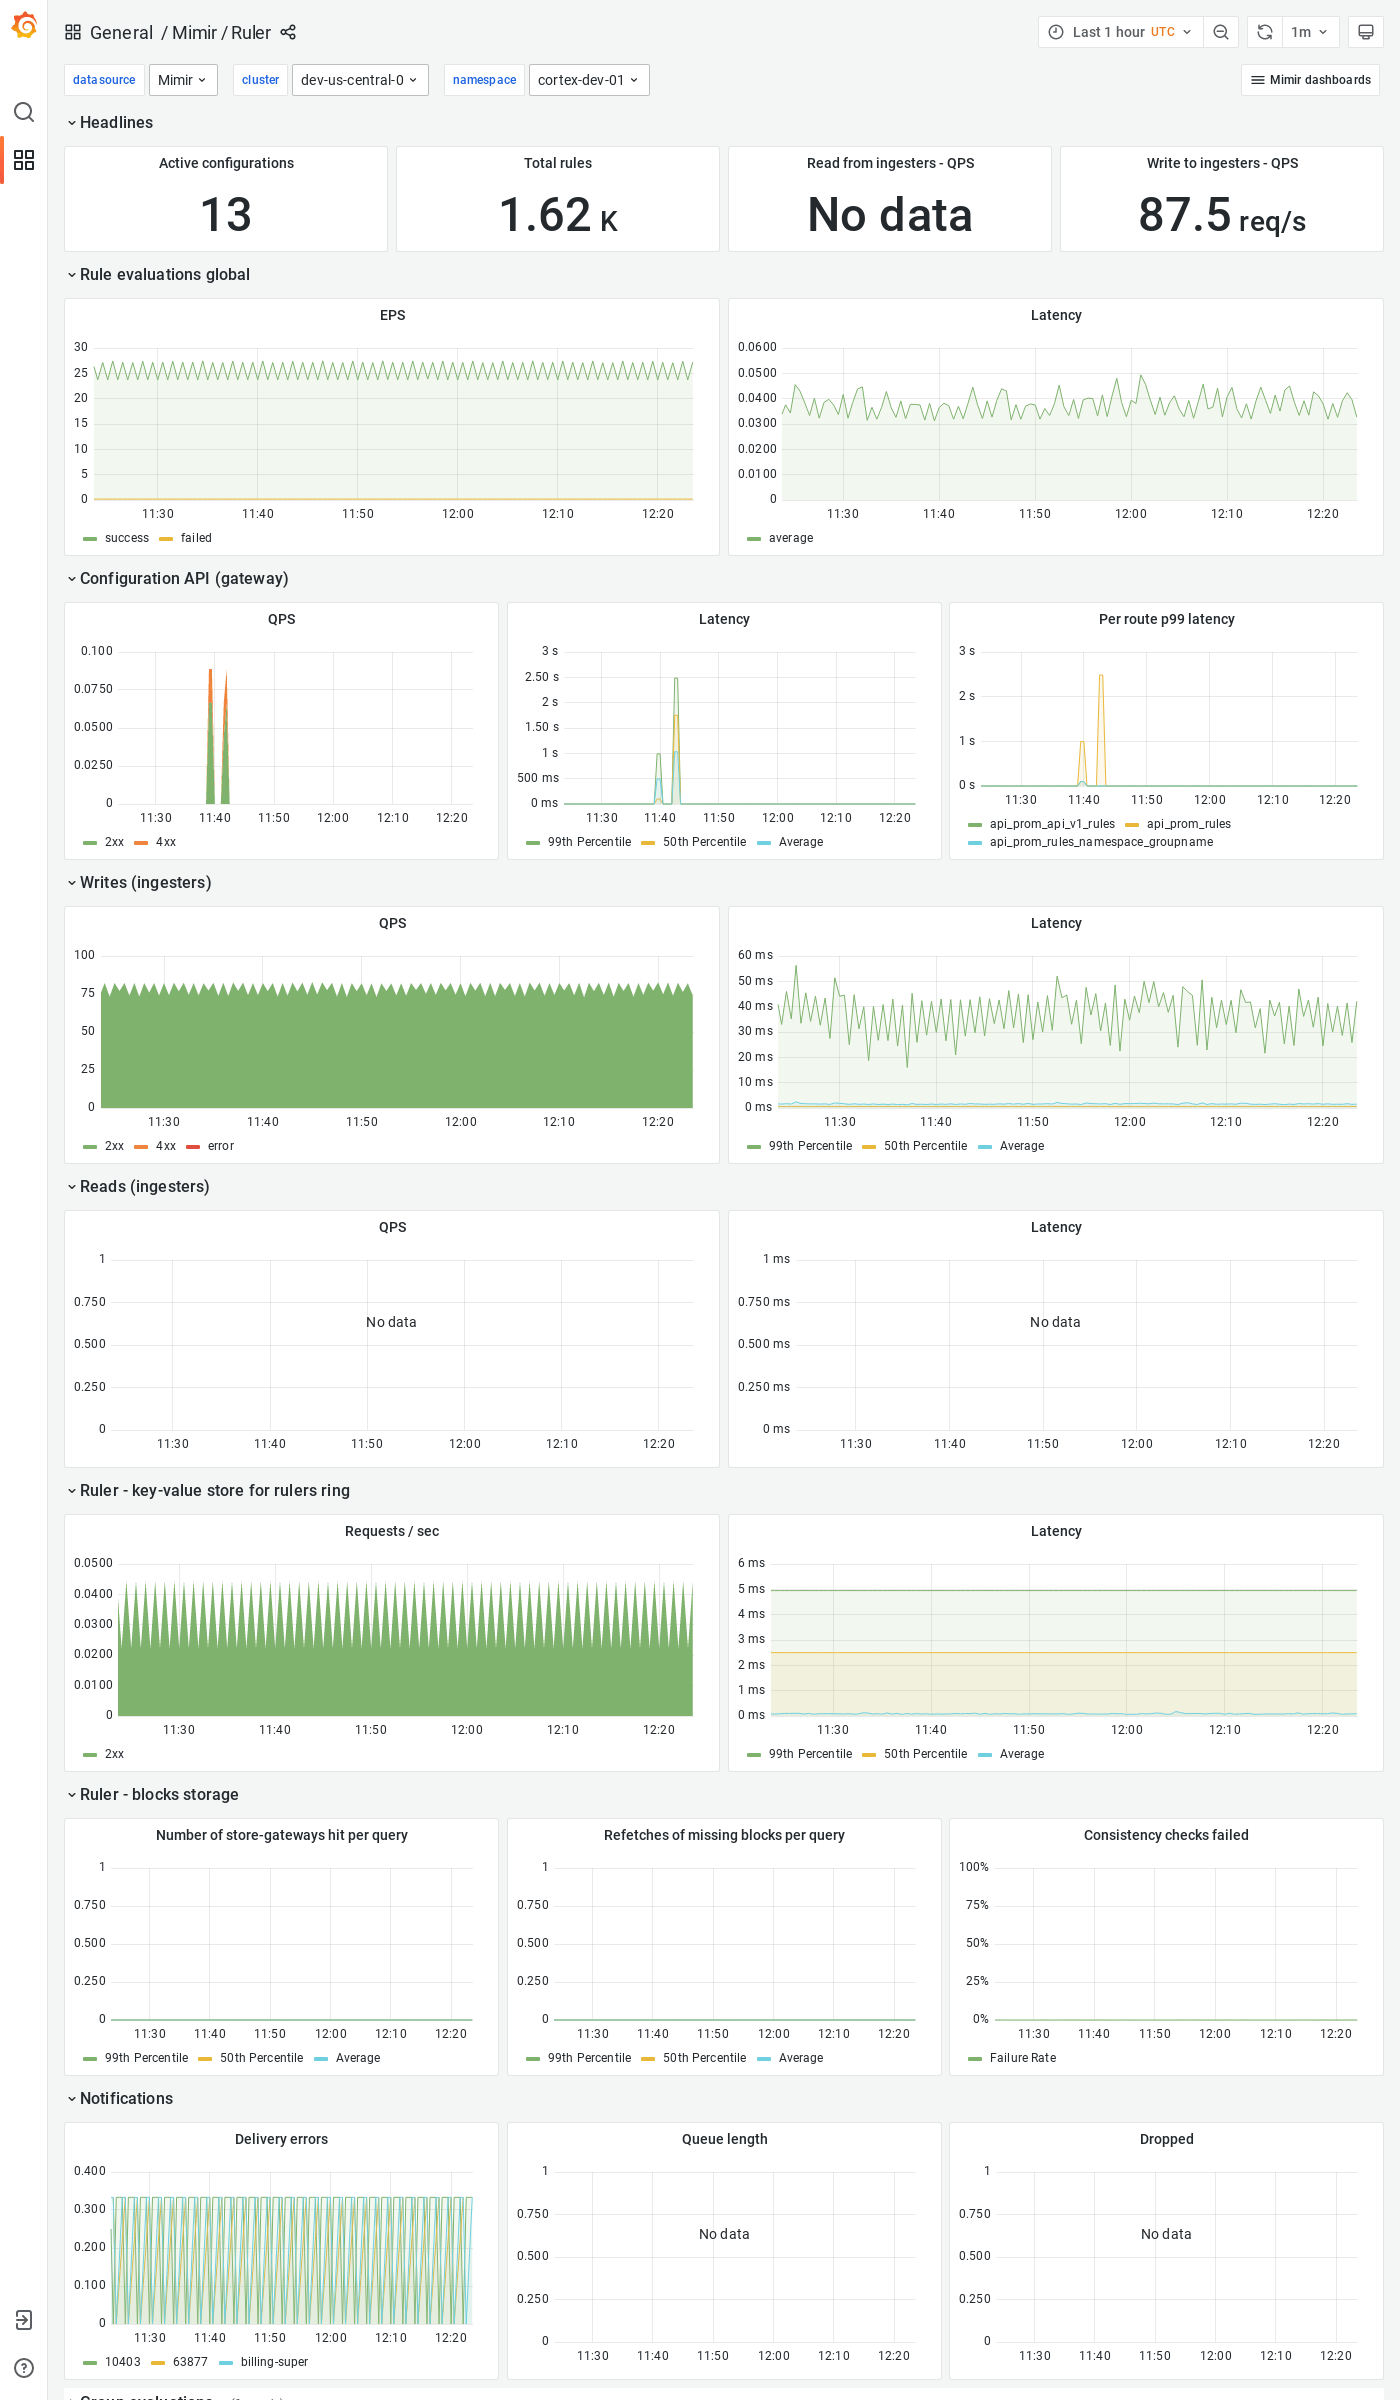 General / Mimir / Ruler
Last 1 hour UTC
1m
datasource Mimir cluster dev-us-central-0 namespace cortex-dev-01
Mimir dashboards
Headlines
Active configurations
13
Total rules
1.62 K
Read from ingesters - QPS
No data
Write to ingesters - QPS
87.5 req/s
Rule evaluations global
EPS
30
25
20
15
10
5
0
11:30 11:40 11:50 12:00 12:10 12:20
success failed
Latency
0.0600
0.0500
0.0400
0.0300
0.0200
0.0100
0
11:30 11:40 11:50 12:00 12:10 12:20
average
Configuration API (gateway)
QPS
0.100
0.0750
0.0500
0.0250
0
11:30 11:40 11:50 12:00 12:10 12:20
2xx 4xx
Latency
3 s
2.50 s
2 s
1.50 s
1 s
500 ms
0 ms
11:30 11:40 11:50 12:00 12:10 12:20
99th Percentile 50th Percentile Average
Per route p99 latency
3 s
2 s
1 s
0 s
11:30 11:40 11:50 12:00 12:10 12:20
api_prom_api_v1_rules api_prom_rules
api_prom_rules_namespace_groupname
Writes (ingesters)
QPS
100
75
50
25
0
11:30 11:40 11:50 12:00 12:10 12:20
2xx 4xx error
Latency
60 ms
50 ms
40 ms
30 ms
20 ms
10 ms
0 ms
11:30 11:40 11:50 12:00 12:10 12:20
99th Percentile 50th Percentile Average
Reads (ingesters)
QPS
1
0.750
0.500
0.250
0
No data
11:30 11:40 11:50 12:00 12:10 12:20
Latency
1 ms
0.750 ms
0.500 ms
0.250 ms
0 ms
No data
11:30 11:40 11:50 12:00 12:10 12:20
Ruler - key-value store for rulers ring
Requests / sec
0.0500
0.0400
0.0300
0.0200
0.0100
0
11:30 11:40 11:50 12:00 12:10 12:20
2xx
Latency
6 ms
5 ms
4 ms
3 ms
2 ms
1 ms
0 ms
11:30 11:40 11:50 12:00 12:10 12:20
99th Percentile 50th Percentile Average
Ruler - blocks storage
Number of store-gateways hit per query
1
0.750
0.500
0.250
0
11:30 11:40 11:50 12:00 12:10 12:20
99th Percentile 50th Percentile Average
Refetches of missing blocks per query
1
0.750
0.500
0.250
0
11:30 11:40 11:50 12:00 12:10 12:20
99th Percentile 50th Percentile Average
Consistency checks failed
100%
75%
50%
25%
0%
11:30 11:40 11:50 12:00 12:10 12:20
Failure Rate
Notifications
Delivery errors
0.400
0.300
0.200
0.100
0
11:30 11:40 11:50 12:00 12:10 12:20
10403 63877 billing-super
Queue length
1
0.750
0.500
0.250
0
No data
11:30 11:40 11:50 12:00 12:10 12:20
Dropped
1
0.750
0.500
0.250
0
No data
11:30 11:40 11:50 12:00 12:10 12:20
Group evaluations